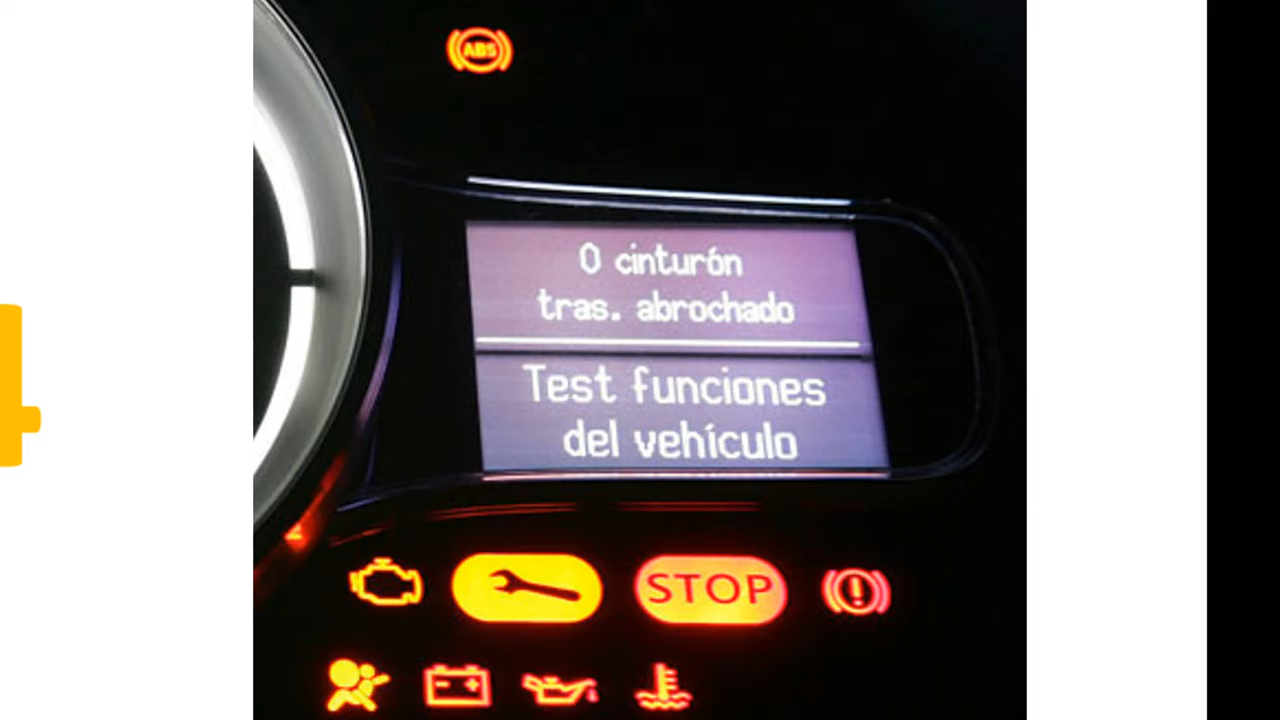 ABS
0 cinturón
tras. abrochado
Test funciones
del vehículo
STOP